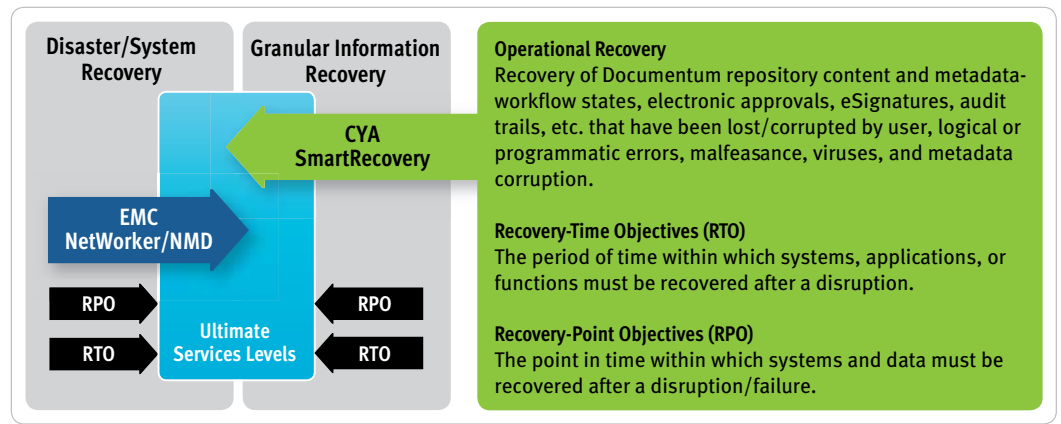 Disaster/System
Recovery
Granular Information
Recovery
CYA
SmartRecovery
EMC
NetWorker/NMD
RPO
RTO
Ultimate
Services Levels
RPO
RTO
Operational Recovery
Recovery of Documentum repository content and metadata-
workflow states, electronic approvals, eSignatures, audit
trails, etc. that have been lost/corrupted by user, logical or
programmatic errors, malfeasance, viruses, and metadata
corruption.
Recovery-Time Objectives (RTO)
The period of time within which systems, applications, or
functions must be recovered after a disruption.
Recovery-Point Objectives (RPO)
The point in time within which systems and data must be
recovered after a disruption/failure.